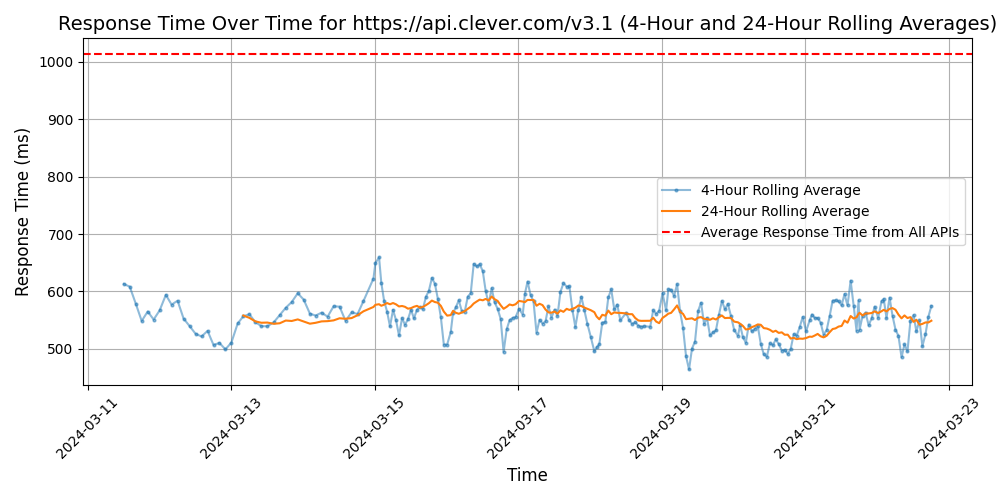 Response Time Over Time for https://api.clever.com/v3.1 (4-Hour and 24-Hour Rolling Averages)
Response Time (ms)
1000
900
800
700
600
500
4-Hour Rolling Average
24-Hour Rolling Average
Average Response Time from All APIs
2024-03-11
2024-03-13
2024-03-15
2024-03-17
2024-03-19
2024-03-21
2024-03-23
Time